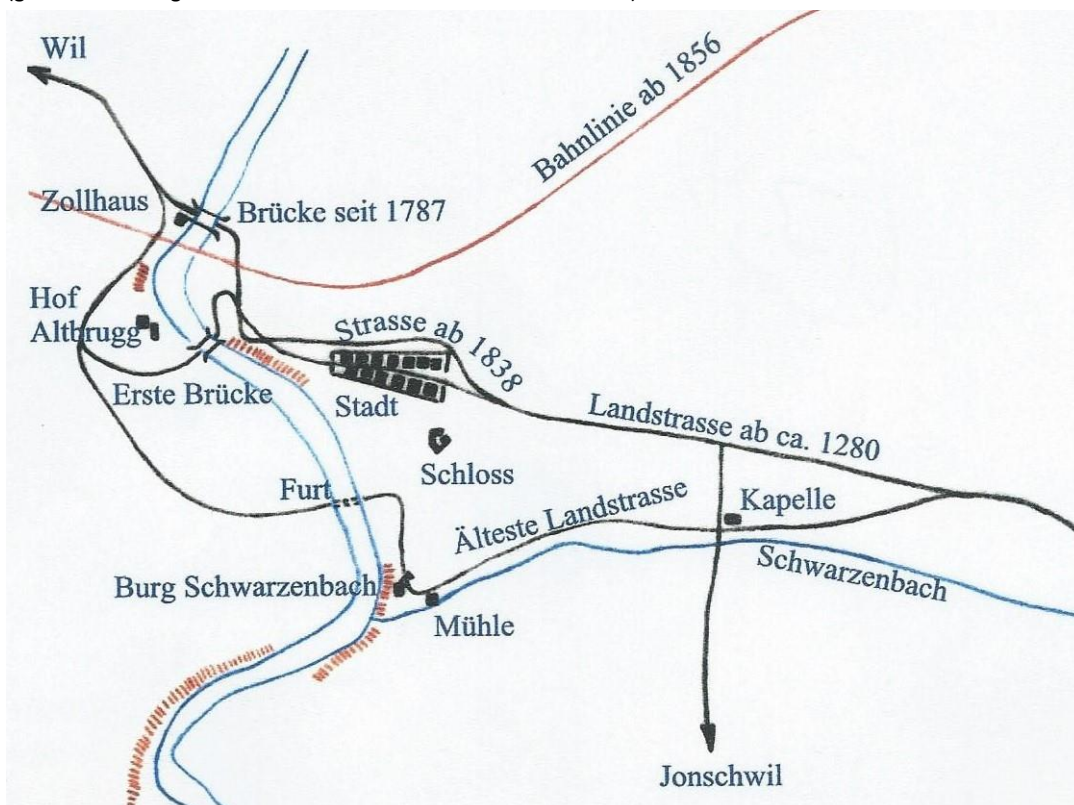 Wil
Bahnlinie ab 1856
Zollhaus
Brücke seit 1787
Hof
Altbrugg
Strasse ab 1838
Erste Brücke
Stadt
Landstrasse ab ca. 1280
Schloss
Furt
Kapelle
Älteste Landstrasse
Schwarzenbach
Burg Schwarzenbach
Mühle
Jonschwil